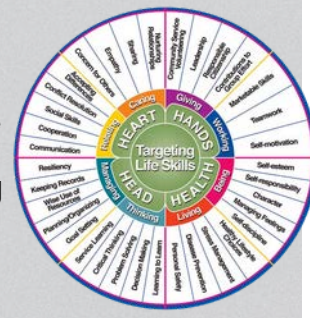 Targeting
Life Skills
HEART
HANDS
HEALTH
HEAD
Relating
Caring
Giving
Working
Being
Living
Thinking
Managing
Communication
Cooperation
Social Skills
Conflict Resolution
Accepting
Differences
Concern for Others
Empathy
Sharing
Nurturing
Relationships
Community Service
Volunteering
Leadership
Responsible
Citizenship
Contributions to
Group Effort
Marketable Skills
Teamwork
Self-motivation
Self-esteem
Self-responsibility
Character
Managing Feelings
Self-discipline
Healthy Lifestyle
Choices
Stress Management
Disease Prevention
Personal Safety
Learning to Learn
Decision Making
Problem Solving
Critical Thinking
Service Learning
Goal Setting
Planning/Organizing
Wise Use of
Resources
Keeping Records
Resiliency